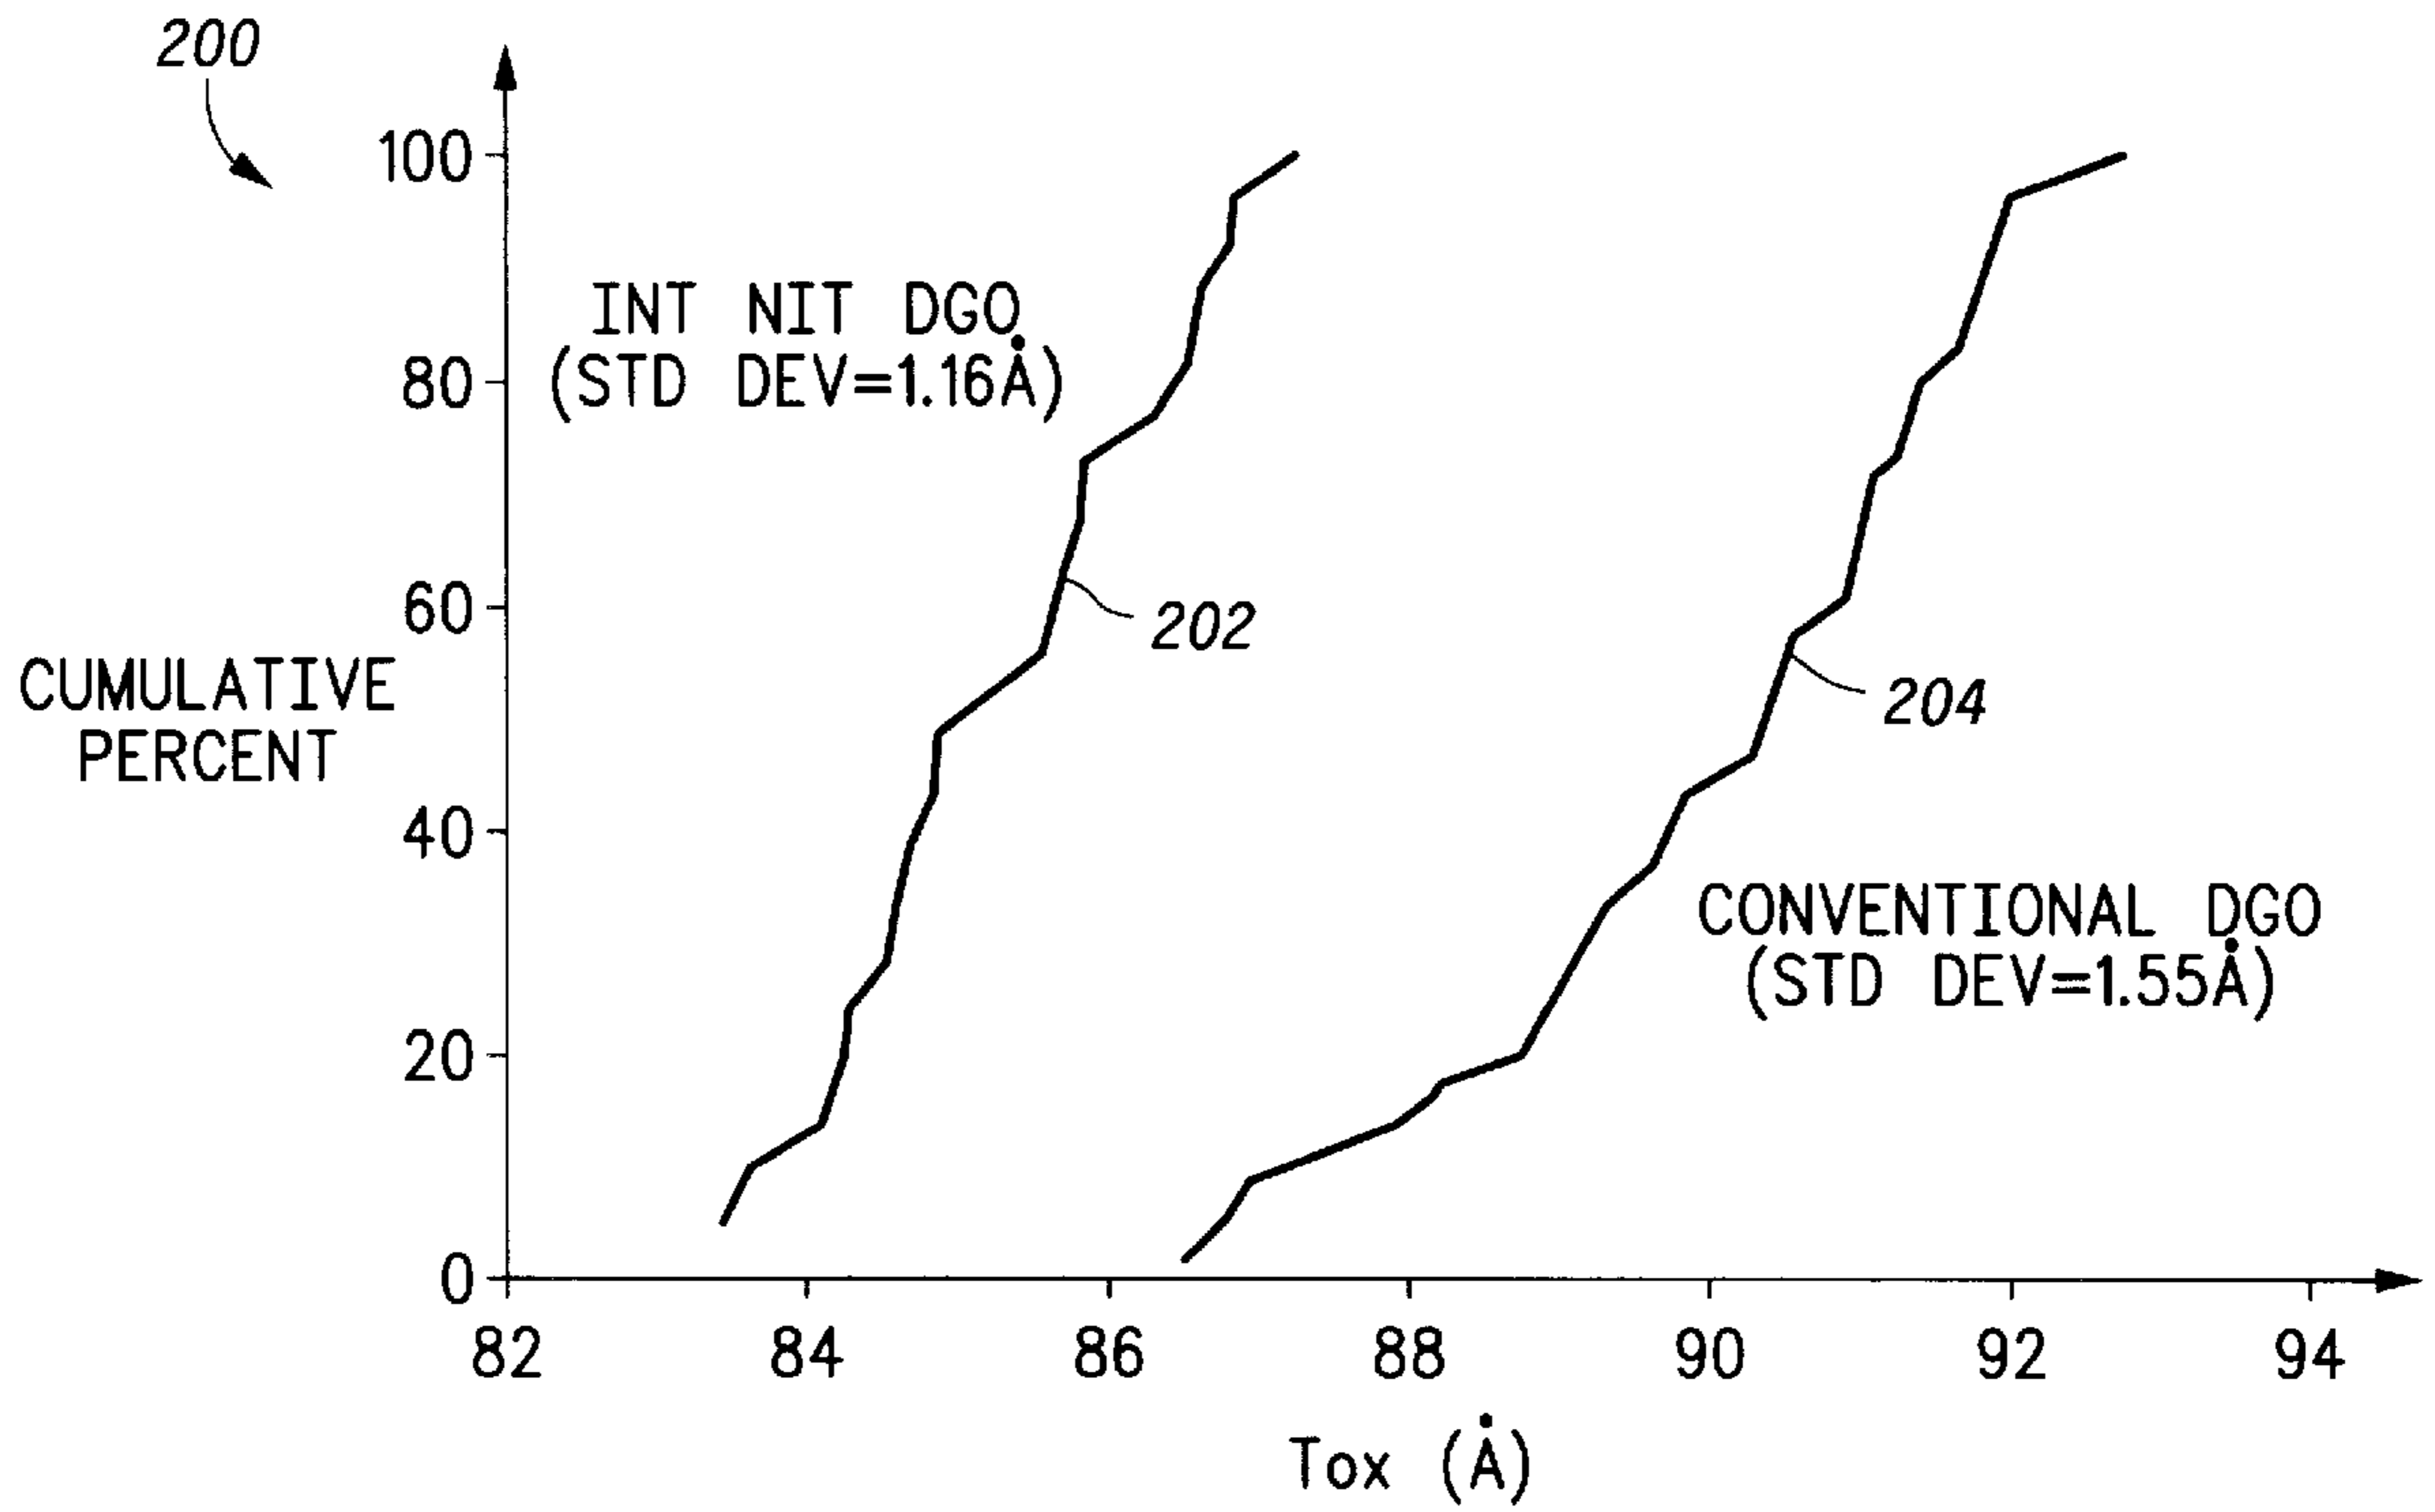 200
100
INT NIT DGO
(STD DEV=1.16Å)
80
60
202
CUMULATIVE
PERCENT
204
40
CONVENTIONAL DGO
(STD DEV=1.55Å)
20
0
82 84 86 88 90 92 94
Tox (Å)